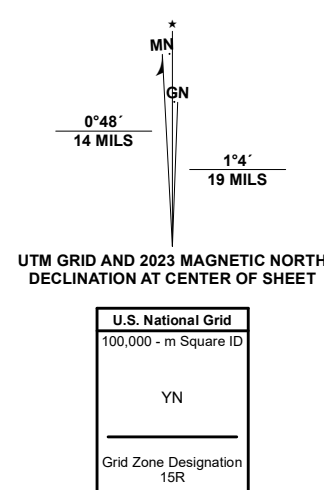 ★
MN
GN
0°48´
14 MILS
1°4´
19 MILS
UTM GRID AND 2023 MAGNETIC NORTH
DECLINATION AT CENTER OF SHEET
U.S. National Grid
100,000 - m Square ID
YN
Grid Zone Designation
15R